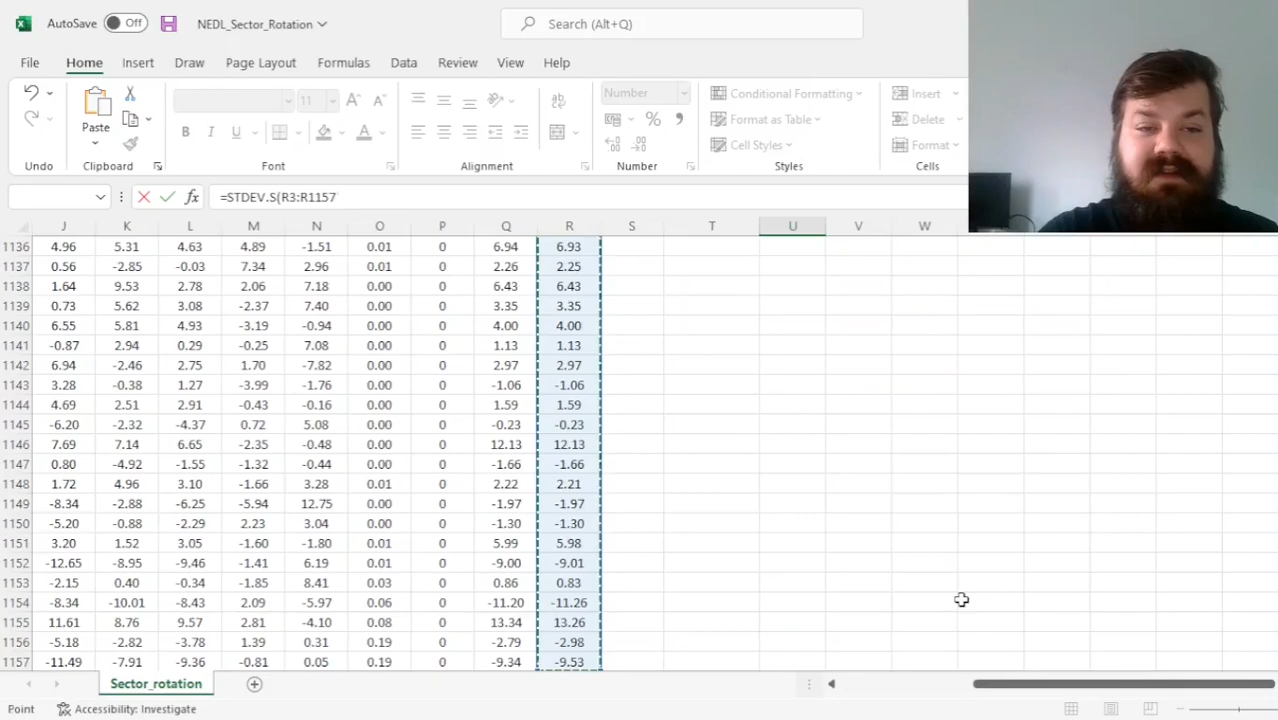 AutoSave Off NEDL_Sector_Rotation Search (Alt+Q)
File Home Insert Draw Page Layout Formulas Data Review View Help
11 A A ab Number Conditional Formatting Insert
Paste B I U A % Format as Table Delete
Cell Styles Format
Undo Clipboard Font Alignment Number Styles Cells
fx =STDEV.S(R3:R1157
J K L M N O P Q R S T U V W
1136 4.96 5.31 4.63 4.89 -1.51 0.01 0 6.94 6.93
1137 0.56 -2.85 -0.03 7.34 2.96 0.01 0 2.26 2.25
1138 1.64 9.53 2.78 2.06 7.18 0.00 0 6.43 6.43
1139 0.73 5.62 3.08 -2.37 7.40 0.00 0 3.35 3.35
1140 6.55 5.81 4.93 -3.19 -0.94 0.00 0 4.00 4.00
1141 -0.87 2.94 0.29 -0.25 7.08 0.00 0 1.13 1.13
1142 6.94 -2.46 2.75 1.70 -7.82 0.00 0 2.97 2.97
1143 3.28 -0.38 1.27 -3.99 -1.76 0.00 0 -1.06 -1.06
1144 4.69 2.51 2.91 -0.43 -0.16 0.00 0 1.59 1.59
1145 -6.20 -2.32 -4.37 0.72 5.08 0.00 0 -0.23 -0.23
1146 7.69 7.14 6.65 -2.35 -0.48 0.00 0 12.13 12.13
1147 0.80 -4.92 -1.55 -1.32 -0.44 0.00 0 -1.66 -1.66
1148 1.72 4.96 3.10 -1.66 3.28 0.01 0 2.22 2.21
1149 -8.34 -2.88 -6.25 -5.94 12.75 0.00 0 -1.97 -1.97
1150 -5.20 -0.88 -2.29 2.23 3.04 0.00 0 -1.30 -1.30
1151 3.20 1.52 3.05 -1.60 -1.80 0.01 0 5.99 5.98
1152 -12.65 -8.95 -9.46 -1.41 6.19 0.01 0 -9.00 -9.01
1153 -2.15 0.40 -0.34 -1.85 8.41 0.03 0 0.86 0.83
1154 -8.34 -10.01 -8.43 2.09 -5.97 0.06 0 -11.20 -11.26
1155 11.61 8.76 9.57 2.81 -4.10 0.08 0 13.34 13.26
1156 -5.18 -2.82 -3.78 1.39 0.31 0.19 0 -2.79 -2.98
1157 -11.49 -7.91 -9.36 -0.81 0.05 0.19 0 -9.34 -9.53
Sector_rotation
Point Accessibility: Investigate